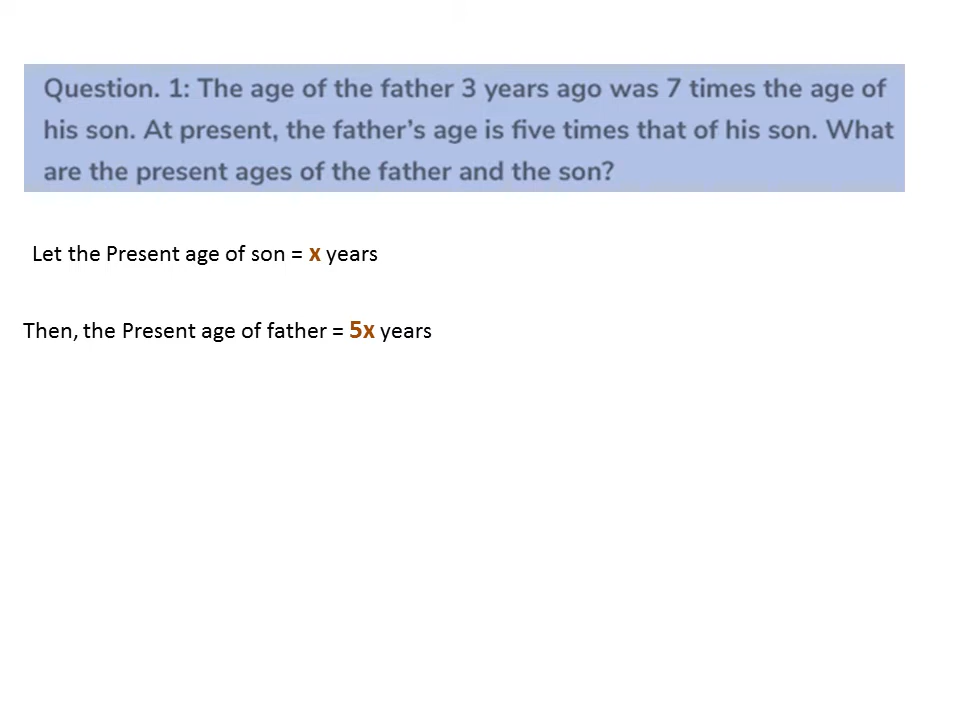 Question. 1: The age of the father 3 years ago was 7 times the age of
his son. At present, the father’s age is five times that of his son. What
are the present ages of the father and the son?
Let the Present age of son = x years
Then, the Present age of father = 5x years